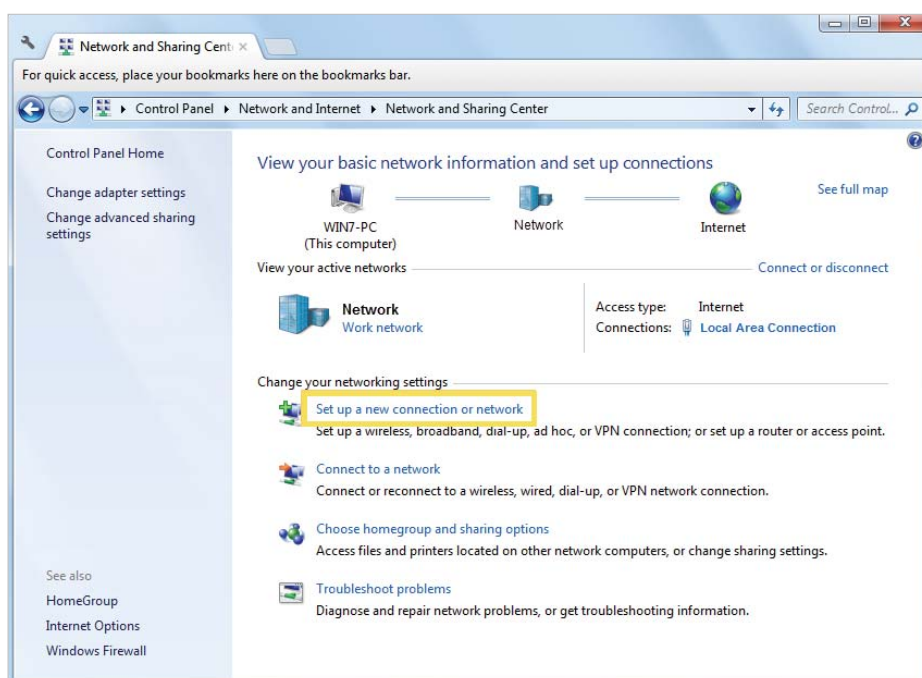 Network and Sharing Cent
For quick access, place your bookmarks here on the bookmarks bar.
Control Panel Network and Internet Network and Sharing Center
Search Control...
Control Panel Home
Change adapter settings
Change advanced sharing
settings
View your basic network information and set up connections
See full map
WIN7-PC
(This computer)
Network
Internet
View your active networks
Connect or disconnect
Network
Work network
Access type: Internet
Connections: Local Area Connection
Change your networking settings
Set up a new connection or network
Set up a wireless, broadband, dial-up, ad hoc, or VPN connection; or set up a router or access point.
Connect to a network
Connect or reconnect to a wireless, wired, dial-up, or VPN network connection.
Choose homegroup and sharing options
Access files and printers located on other network computers, or change sharing settings.
Troubleshoot problems
Diagnose and repair network problems, or get troubleshooting information.
See also
HomeGroup
Internet Options
Windows Firewall